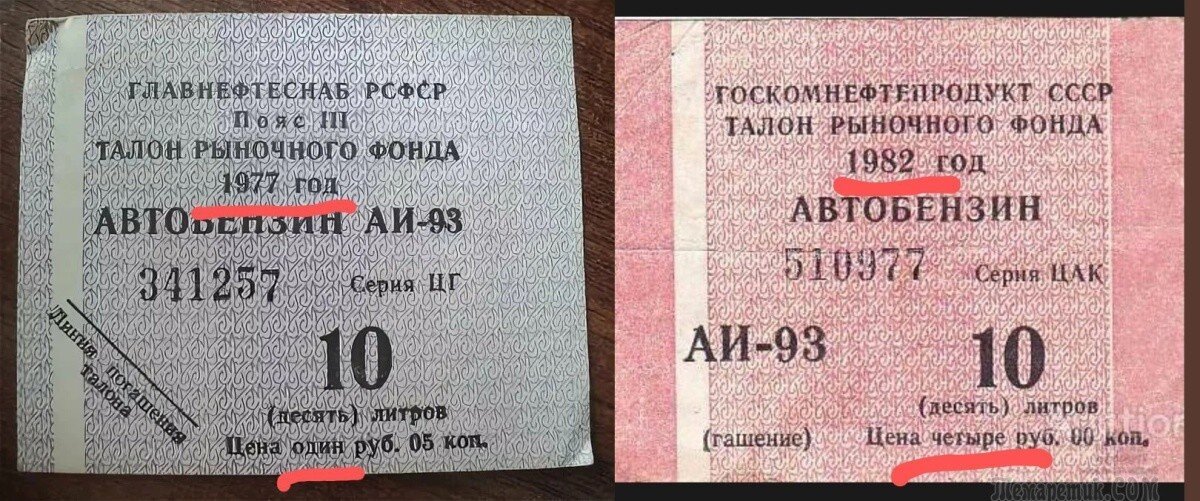 ГЛАВНЕФТЕСНАБ РСФСР
Пояс III
ТАЛОН РЫНОЧНОГО ФОНДА
1977 год
АВТОБЕНЗИН АИ-93
341257 Серия ЦГ
Линия погашения
талона
10
(десять) литров
Цена один руб. 05 коп.
ГОСКОМНЕФТЕПРОДУКТ СССР
ТАЛОН РЫНОЧНОГО ФОНДА
1982 год
АВТОБЕНЗИН
510977 Серия ЦАК
АИ-93 10
(десять) литров
(гашение) Цена четыре руб. 00 коп.